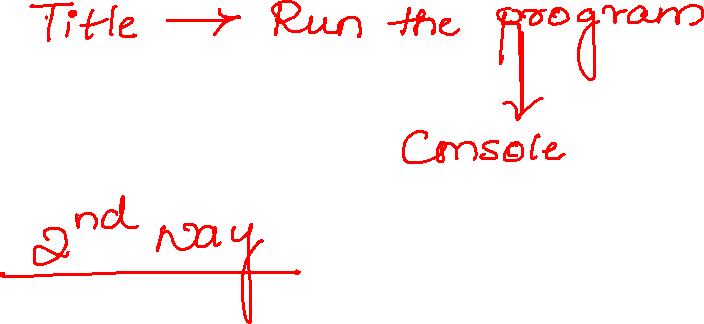 Title → Run the program
↓
Console
2nd way